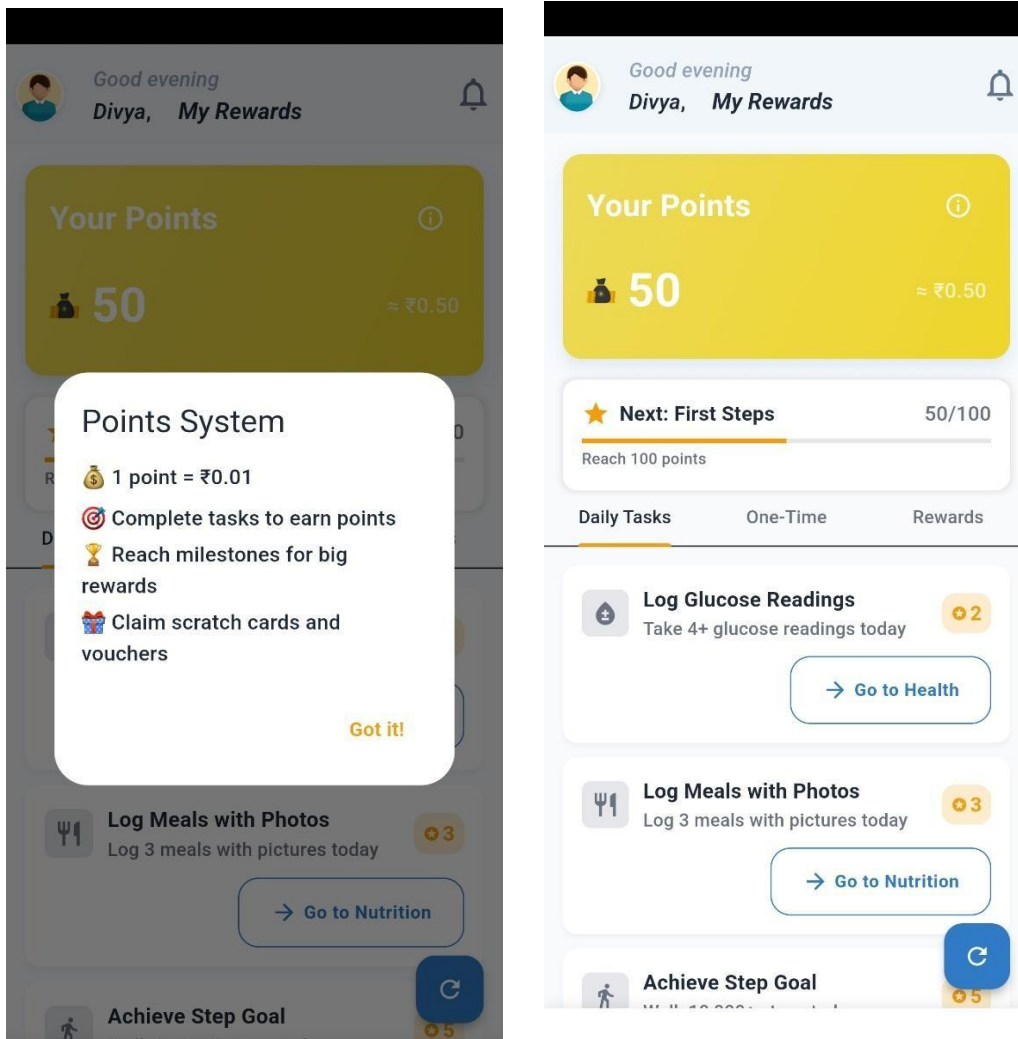 Good evening
Divya, My Rewards
Your Points
50
≈ ₹0.50
Points System
1 point = ₹0.01
Complete tasks to earn points
Reach milestones for big
rewards
Claim scratch cards and
vouchers
Got it!
Log Meals with Photos
3
Log 3 meals with pictures today
Go to Nutrition
Achieve Step Goal
5
Good evening
Divya, My Rewards
Your Points
50
≈ ₹0.50
Next: First Steps 50/100
Reach 100 points
Daily Tasks One-Time Rewards
Log Glucose Readings
2
Take 4+ glucose readings today
Go to Health
Log Meals with Photos
3
Log 3 meals with pictures today
Go to Nutrition
Achieve Step Goal
5